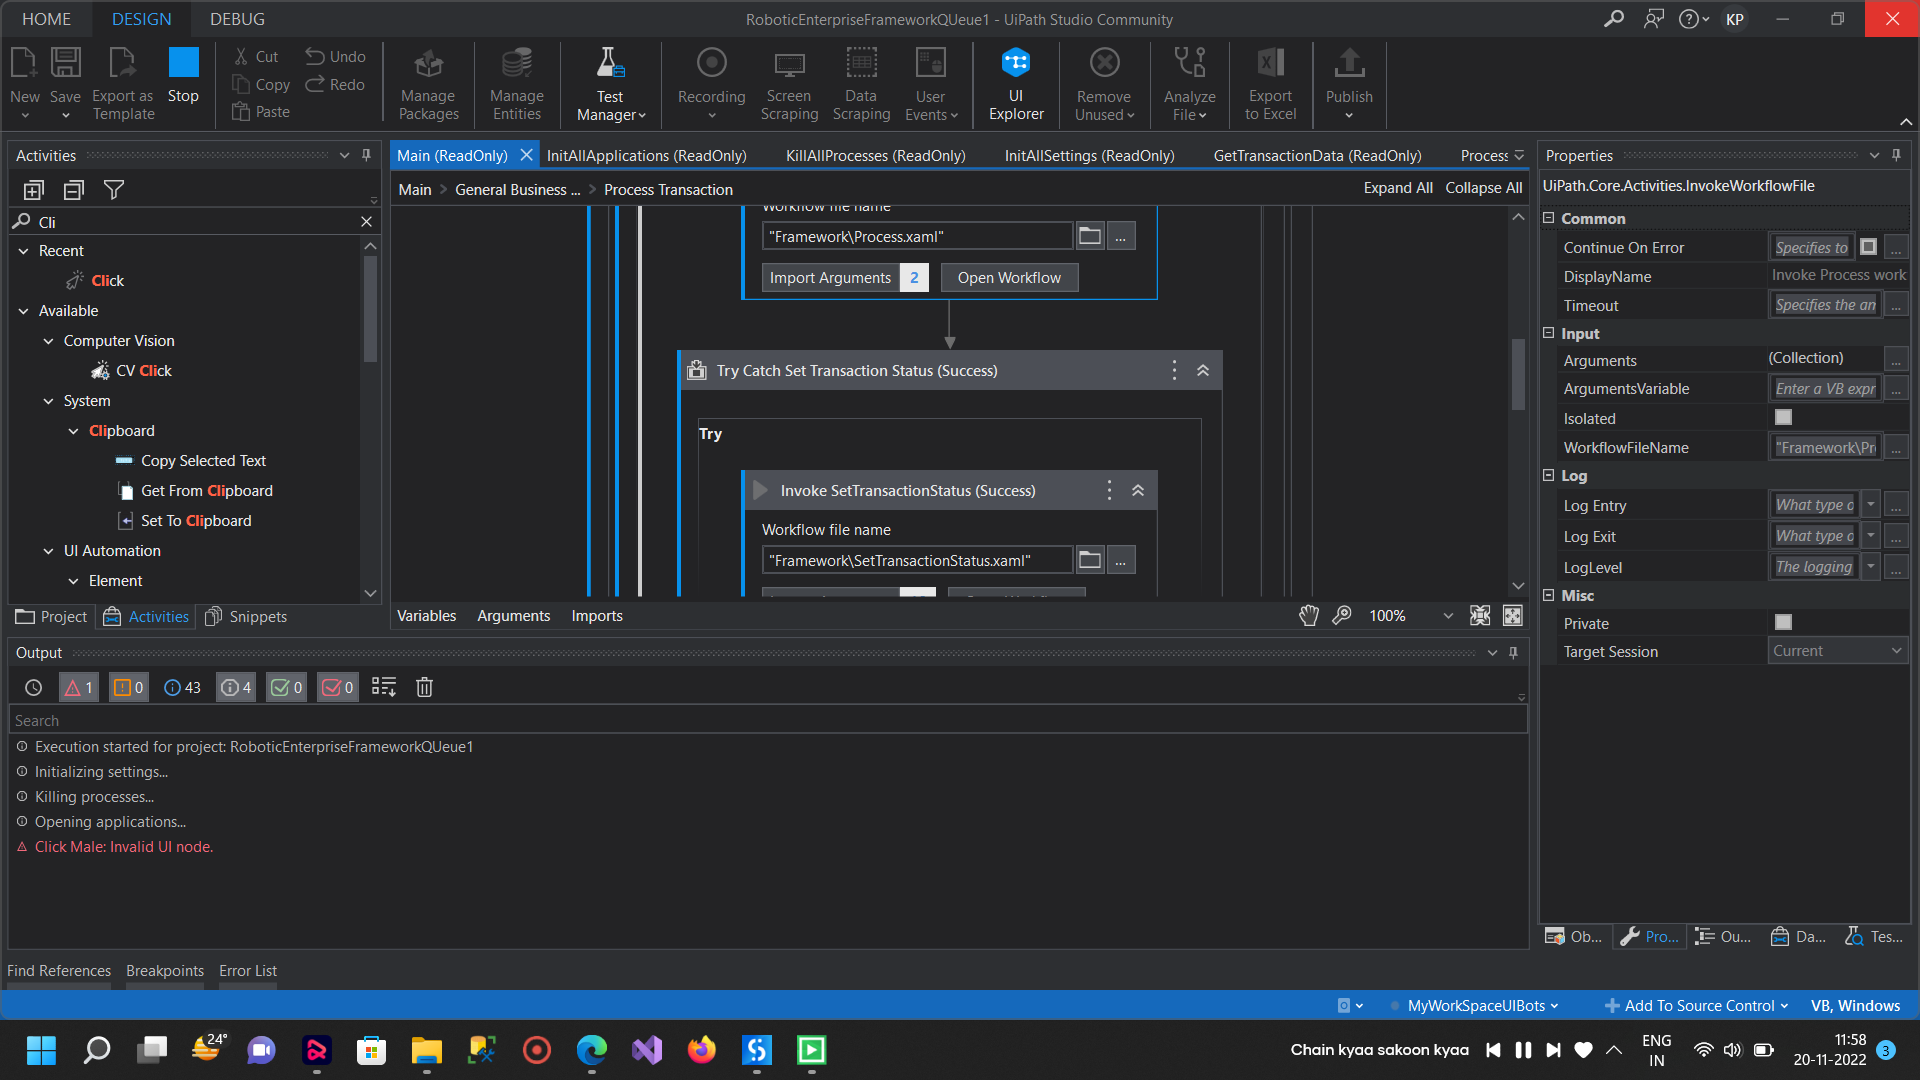 HOME DESIGN DEBUG
RoboticEnterpriseFrameworkQUeue1 - UiPath Studio Community
KP
New
Save
Export as Template
Stop
Cut
Copy
Paste
Undo
Redo
Manage Packages
Manage Entities
Test Manager
Recording
Screen Scraping
Data Scraping
User Events
UI Explorer
Remove Unused
Analyze File
Export to Excel
Publish
Activities
Cli
Recent
Click
Available
Computer Vision
CV Click
System
Clipboard
Copy Selected Text
Get From Clipboard
Set To Clipboard
UI Automation
Element
Project Activities Snippets
Main (ReadOnly) InitAllApplications (ReadOnly) KillAllProcesses (ReadOnly) InitAllSettings (ReadOnly) GetTransactionData (ReadOnly) Process
Main > General Business ... > Process Transaction
Expand All Collapse All
Workflow file name
"Framework\Process.xaml"
...
Import Arguments 2 Open Workflow
Try Catch Set Transaction Status (Success)
Try
Invoke SetTransactionStatus (Success)
Workflow file name
"Framework\SetTransactionStatus.xaml"
...
Variables Arguments Imports
100%
Properties
UiPath.Core.Activities.InvokeWorkflowFile
Common
Continue On Error Specifies to ...
DisplayName Invoke Process work
Timeout Specifies the an ...
Input
Arguments (Collection) ...
ArgumentsVariable Enter a VB expr ...
Isolated
WorkflowFileName "Framework\Pr ...
Log
Log Entry What type o ...
Log Exit What type o ...
LogLevel The logging ...
Misc
Private
Target Session Current
Ob... Pro... Ou... Da... Tes...
Output
1 0 43 4 0 0
Search
Execution started for project: RoboticEnterpriseFrameworkQUeue1
Initializing settings...
Killing processes...
Opening applications...
Click Male: Invalid UI node.
Find References Breakpoints Error List
MyWorkSpaceUIBots Add To Source Control VB, Windows
24°
Chain kyaa sakoon kyaa
ENG
IN
11:58
20-11-2022
3